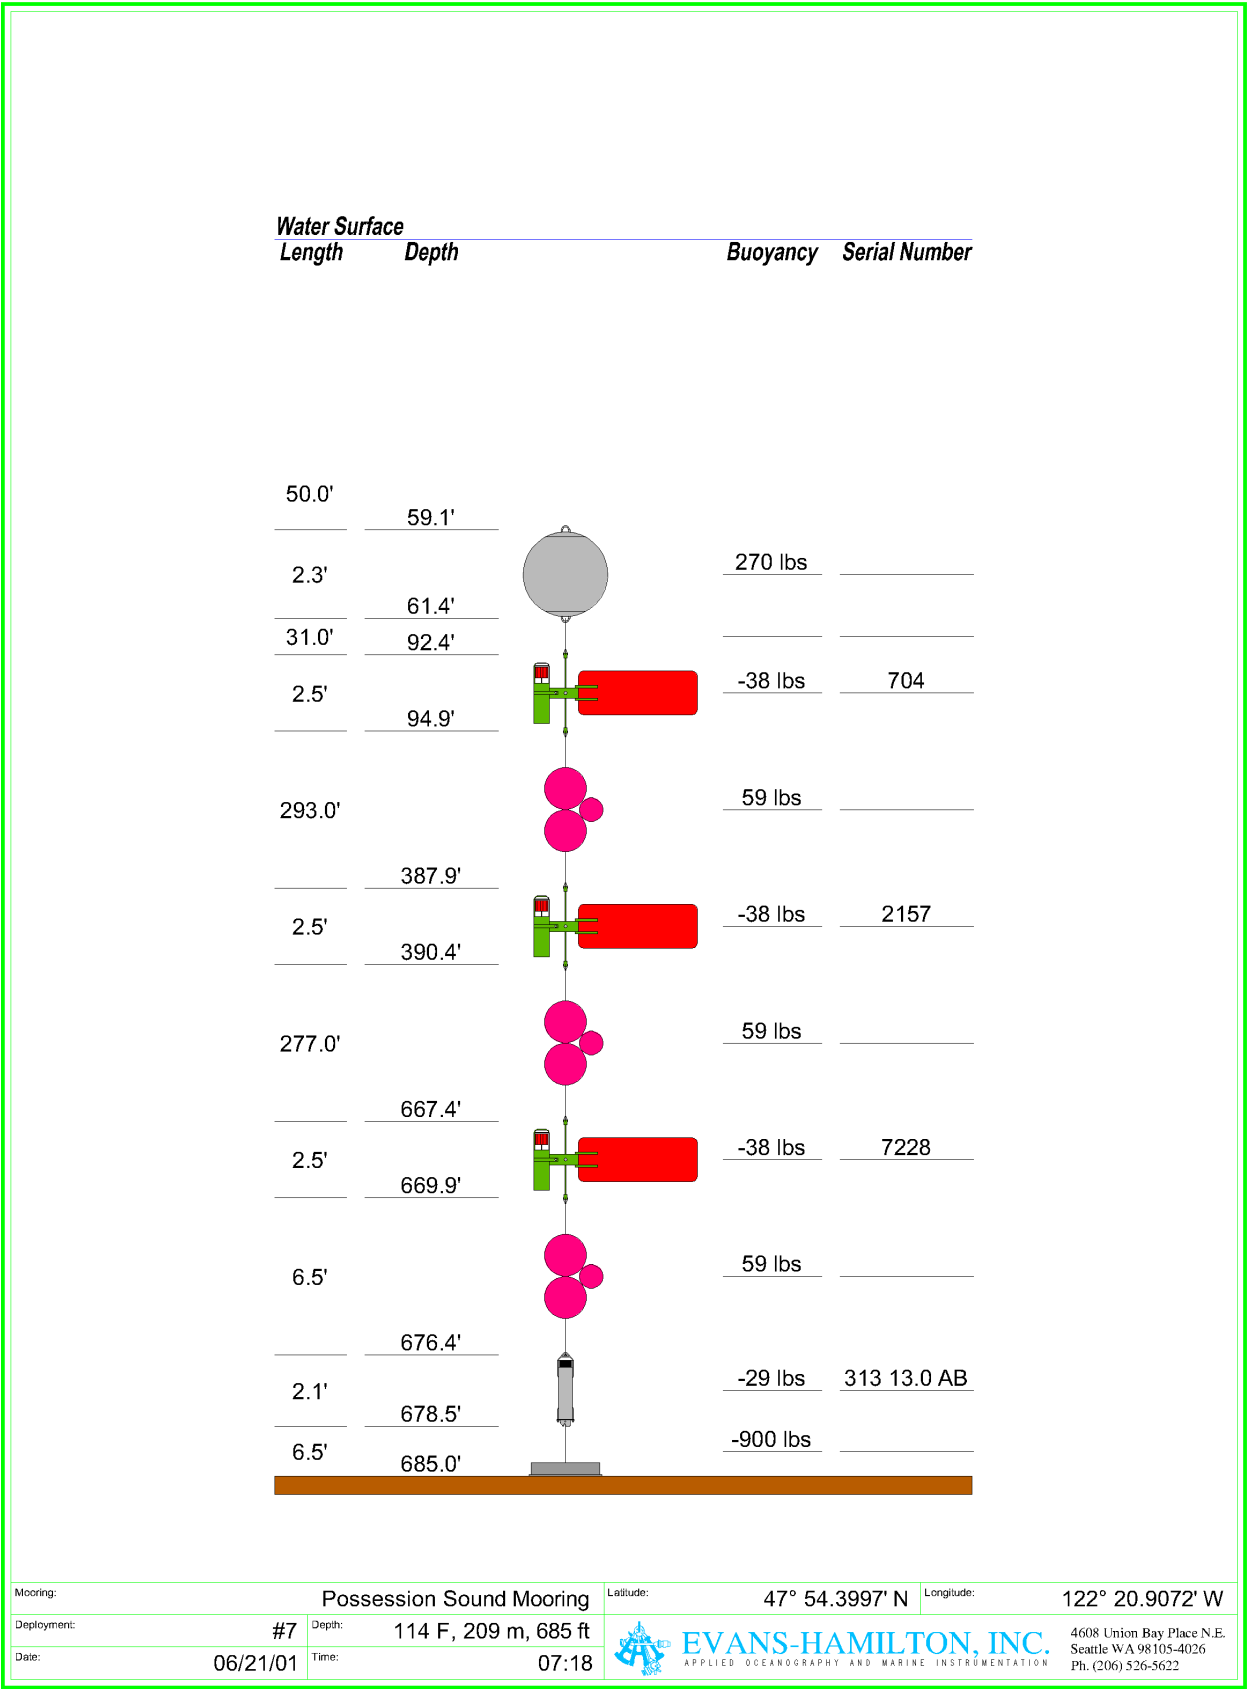 Water Surface
Length Depth Buoyancy Serial Number
50.0'
59.1'
2.3' 270 lbs
61.4'
31.0' 92.4'
2.5' -38 lbs 704
94.9'
293.0' 59 lbs
387.9'
2.5' -38 lbs 2157
390.4'
277.0' 59 lbs
667.4'
2.5' -38 lbs 7228
669.9'
6.5' 59 lbs
676.4'
2.1' -29 lbs 313 13.0 AB
678.5'
6.5' -900 lbs
685.0'
Mooring: Possession Sound Mooring Latitude: 47° 54.3997' N Longitude: 122° 20.9072' W
Deployment: #7 Depth: 114 F, 209 m, 685 ft
Date: 06/21/01 Time: 07:18
EVANS-HAMILTON, INC.
APPLIED OCEANOGRAPHY AND MARINE INSTRUMENTATION
4608 Union Bay Place N.E.
Seattle WA 98105-4026
Ph. (206) 526-5622